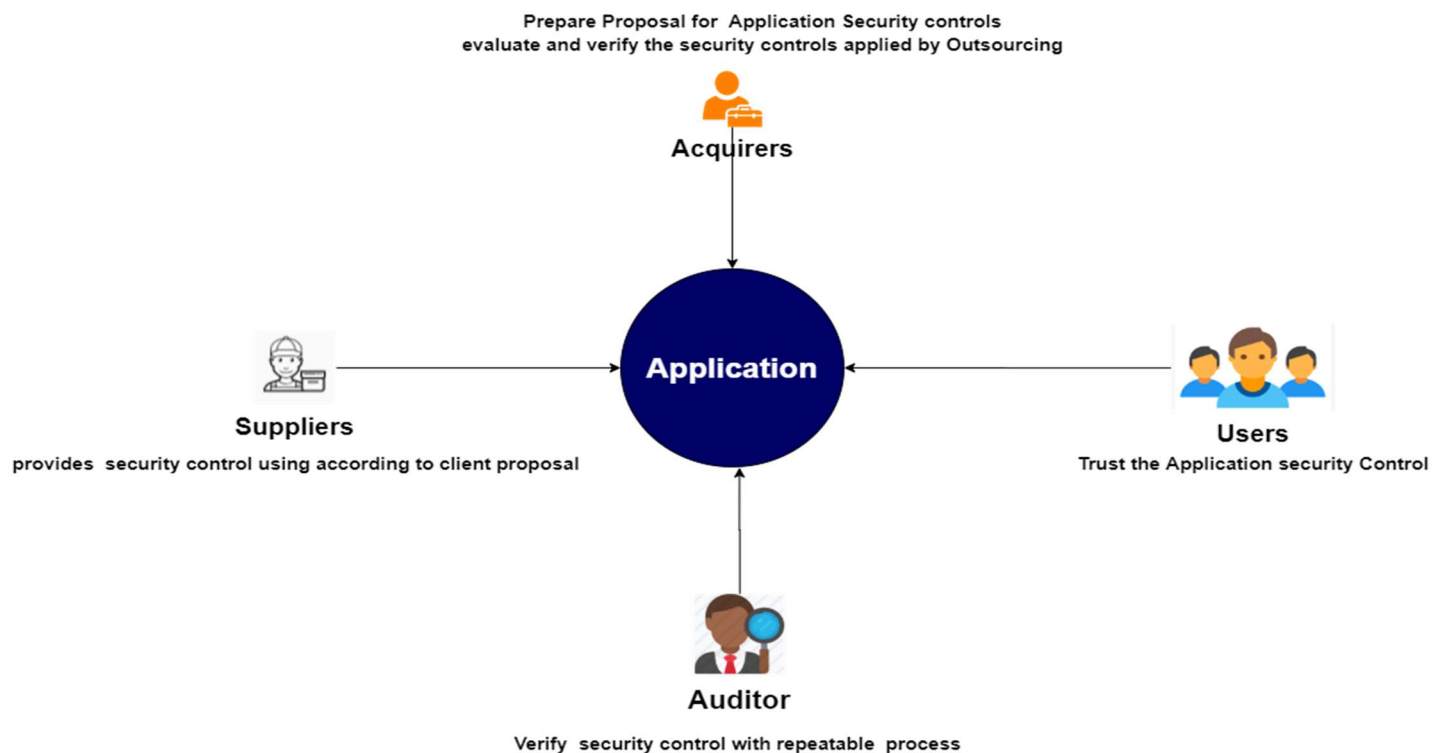 Prepare Proposal for Application Security controls
evaluate and verify the security controls applied by Outsourcing
Acquirers
Application
Suppliers
provides security control using according to client proposal
Users
Trust the Application security Control
Auditor
Verify security control with repeatable process